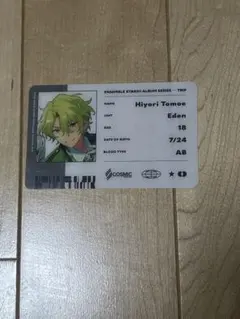 ENSEMBLE STARS!! ALBUM SERIES - TRIP
NAME Hiyori Tomoe
UNIT Eden
AGE 18
DATE OF BIRTH 7/24
BLOOD TYPE AB
COSMIC